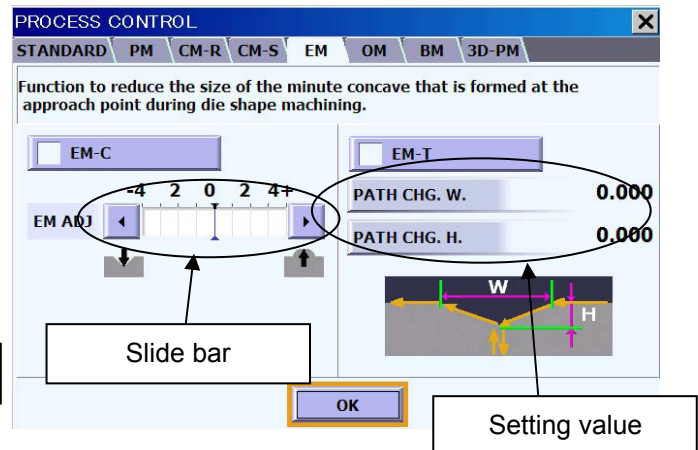 PROCESS CONTROL
STANDARD PM CM-R CM-S EM OM BM 3D-PM
Function to reduce the size of the minute concave that is formed at the
approach point during die shape machining.
EM-C
-4 2 0 2 4+
EM ADJ
EM-T
PATH CHG. W. 0.000
PATH CHG. H. 0.000
W
H
Slide bar
OK
Setting value